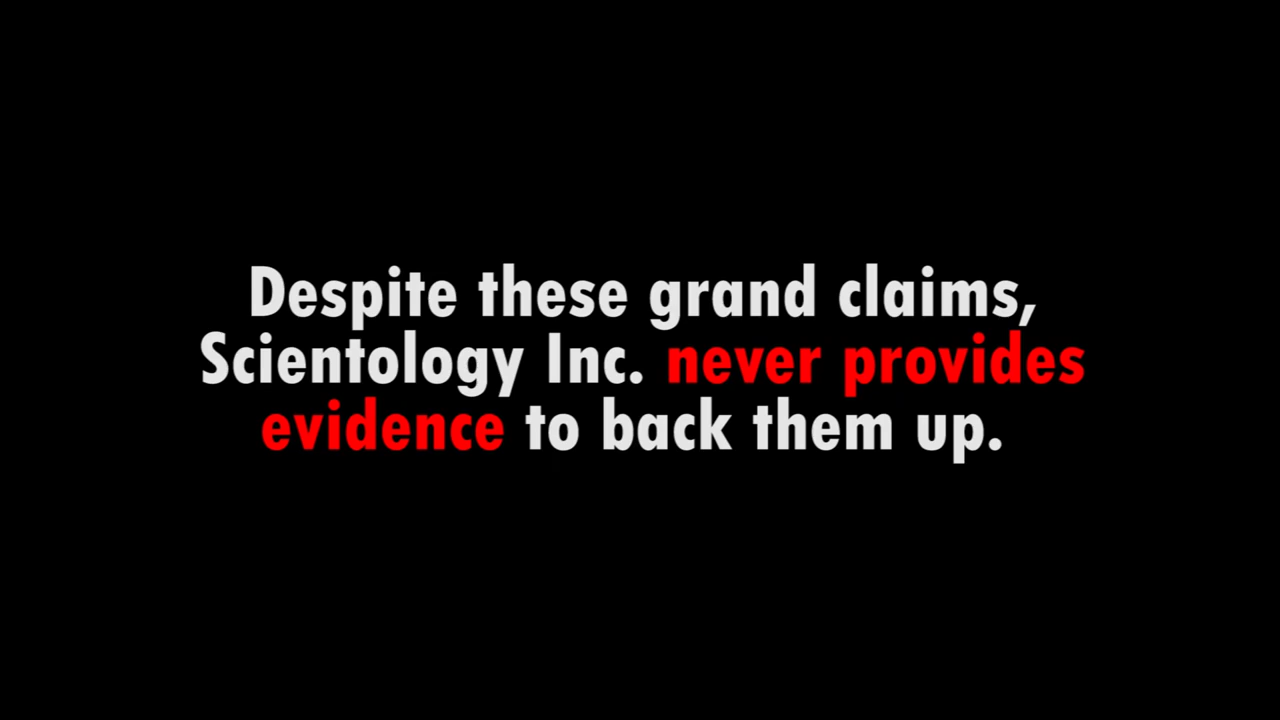 Despite these grand claims,
Scientology Inc. never provides
evidence to back them up.